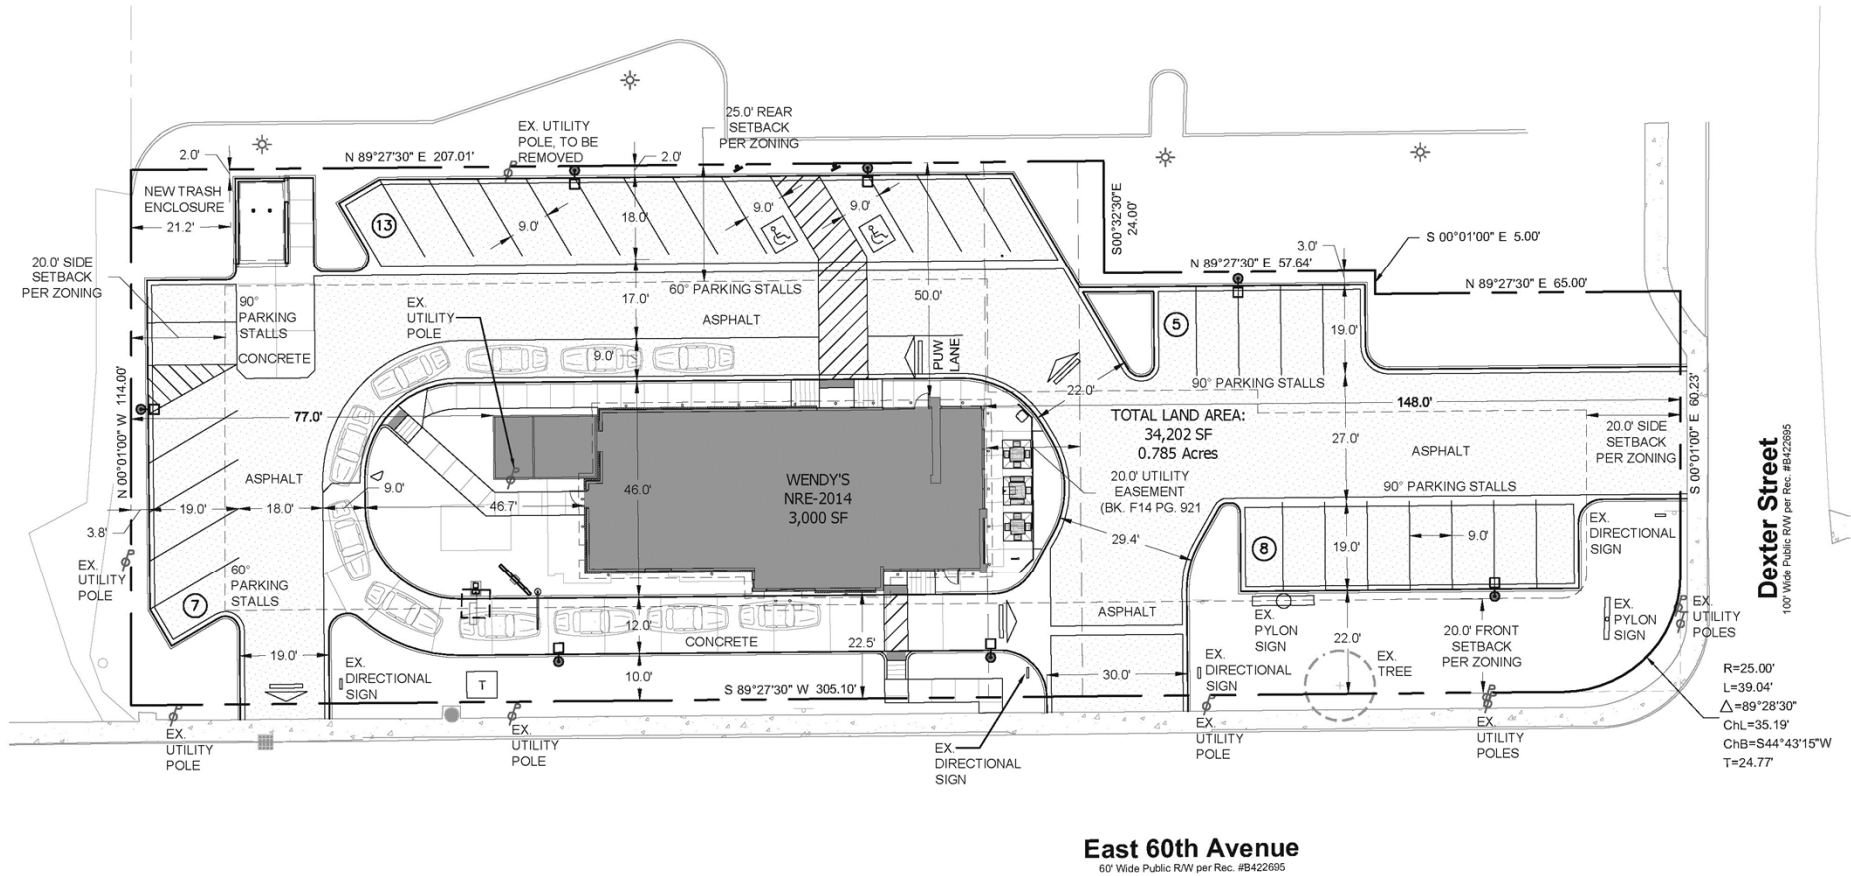 25.0' REAR
SETBACK
PER ZONING
EX. UTILITY
POLE, TO BE
REMOVED
2.0'
N 89°27'30" E 207.01'
2.0'
NEW TRASH
ENCLOSURE
21.2'
13
9.0'
18.0'
9.0'
9.0'
S00°32'30"E
24.00'
S 00°01'00" E 5.00'
3.0'
N 89°27'30" E 57.64'
N 89°27'30" E 65.00'
20.0' SIDE
SETBACK
PER ZONING
90°
PARKING
STALLS
CONCRETE
EX.
UTILITY
POLE
17.0'
60° PARKING STALLS
ASPHALT
50.0'
PUW
LANE
5
19.0'
9.0'
22.0'
90° PARKING STALLS
N 00°01'00" W 114.00'
77.0'
148.0'
S 00°01'00" E 60.23'
TOTAL LAND AREA:
34,202 SF
0.785 Acres
27.0'
20.0' SIDE
SETBACK
PER ZONING
ASPHALT
ASPHALT
9.0'
46.0'
WENDY'S
NRE-2014
3,000 SF
20.0' UTILITY
EASEMENT
(BK. F14 PG. 921
90° PARKING STALLS
Dexter Street
100' Wide Public R/W per Rec. #B422695
3.8'
19.0'
18.0'
46.7'
29.4'
8
19.0'
9.0'
EX.
DIRECTIONAL
SIGN
EX.
UTILITY
POLE
60°
PARKING
STALLS
7
12.0'
CONCRETE
22.5'
ASPHALT
EX.
PYLON
SIGN
22.0'
20.0' FRONT
SETBACK
PER ZONING
EX.
PYLON
SIGN
EX.
UTILITY
POLES
19.0'
EX.
DIRECTIONAL
SIGN
T
10.0'
S 89°27'30" W 305.10'
30.0'
EX.
DIRECTIONAL
SIGN
EX.
TREE
R=25.00'
L=39.04'
△=89°28'30"
ChL=35.19'
ChB=S44°43'15"W
T=24.77'
EX.
UTILITY
POLE
EX.
UTILITY
POLE
EX.
DIRECTIONAL
SIGN
EX.
UTILITY
POLE
EX.
UTILITY
POLES
East 60th Avenue
60' Wide Public R/W per Rec. #B422695